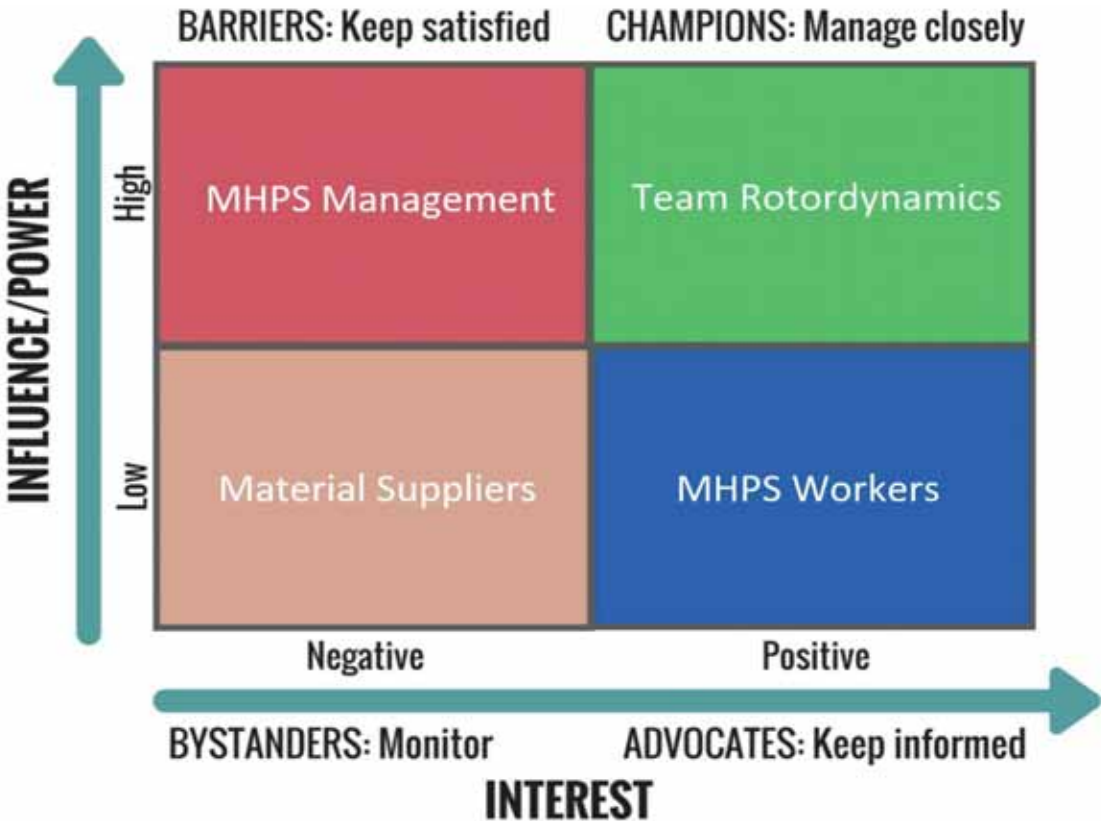 BARRIERS: Keep satisfied
CHAMPIONS: Manage closely
INFLUENCE/POWER
High
MHPS Management
Team Rotordynamics
Low
Material Suppliers
MHPS Workers
Negative
Positive
BYSTANDERS: Monitor
ADVOCATES: Keep informed
INTEREST